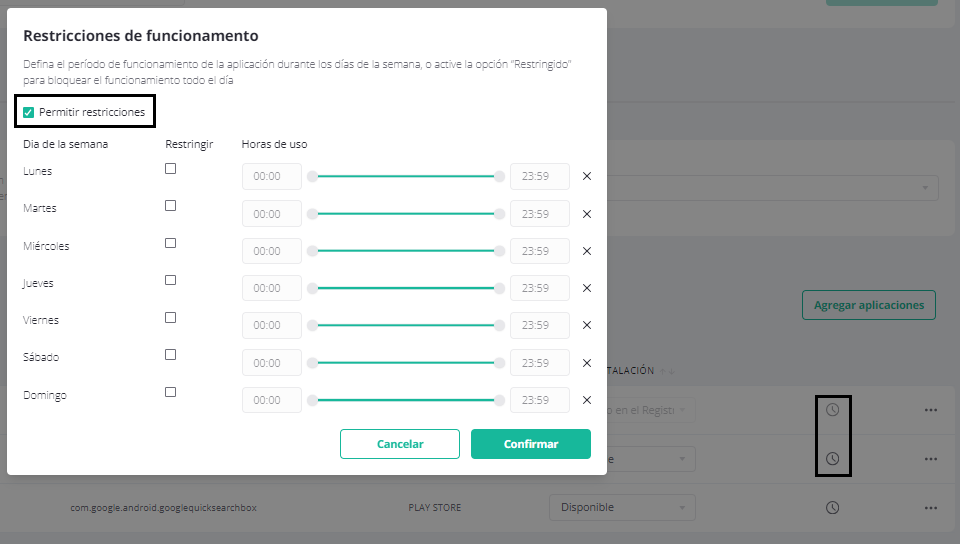 Restricciones de funcionamento
Defina el período de funcionamiento de la aplicación durante los días de la semana, o active la opción "Restringido"
para bloquear el funcionamiento todo el día
Permitir restricciones
Dia de la semana Restringir Horas de uso
Lunes 00:00 23:59
Martes 00:00 23:59
Miércoles 00:00 23:59
Jueves 00:00 23:59
Viernes 00:00 23:59
Sábado 00:00 23:59
Domingo 00:00 23:59
Cancelar Confirmar
Agregar aplicaciones
TALACIÓN
o en el Registr
e
com.google.android.googlequicksearchbox PLAY STORE Disponible